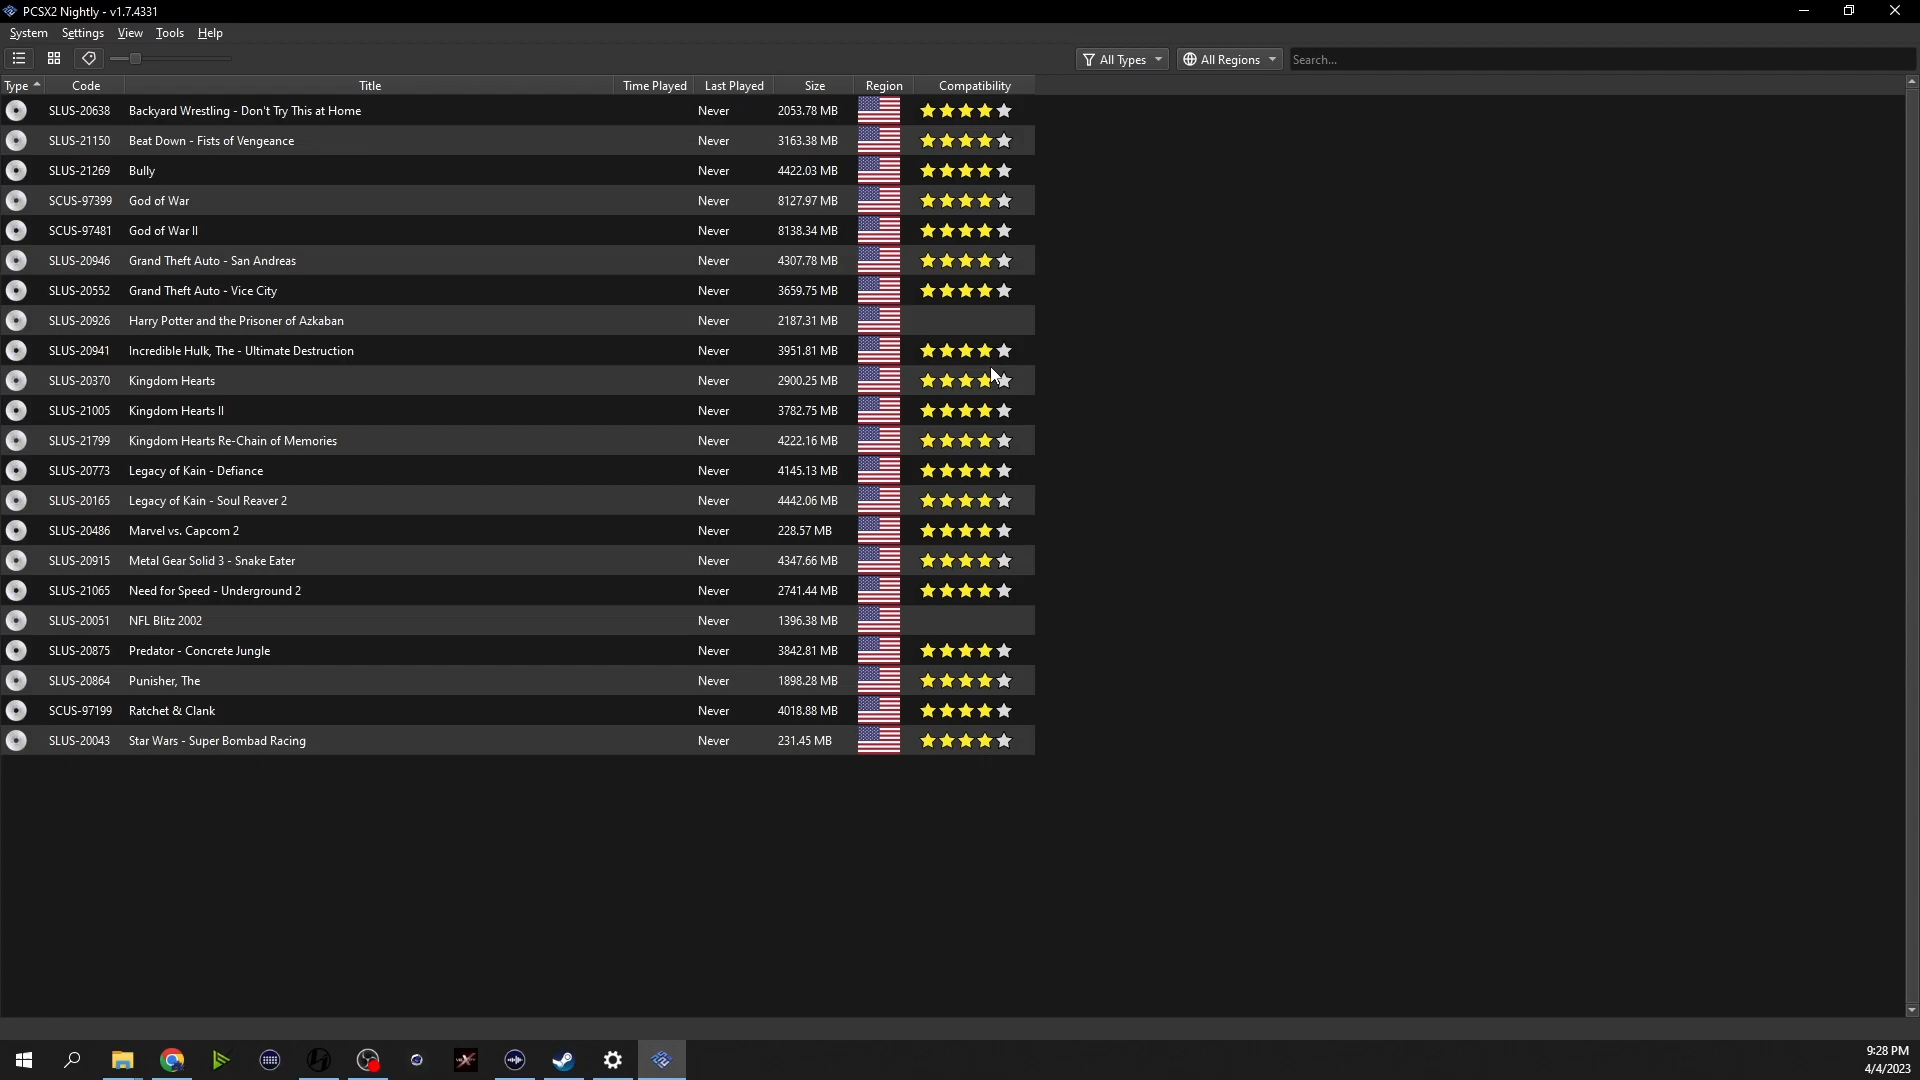 PCSX2 Nightly - v1.7.4331
System Settings View Tools Help
All Types All Regions Search...
Type Code Title Time Played Last Played Size Region Compatibility
SLUS-20638 Backyard Wrestling - Don't Try This at Home Never 2053.78 MB
SLUS-21150 Beat Down - Fists of Vengeance Never 3163.38 MB
SLUS-21269 Bully Never 4422.03 MB
SCUS-97399 God of War Never 8127.97 MB
SCUS-97481 God of War II Never 8138.34 MB
SLUS-20946 Grand Theft Auto - San Andreas Never 4307.78 MB
SLUS-20552 Grand Theft Auto - Vice City Never 3659.75 MB
SLUS-20926 Harry Potter and the Prisoner of Azkaban Never 2187.31 MB
SLUS-20941 Incredible Hulk, The - Ultimate Destruction Never 3951.81 MB
SLUS-20370 Kingdom Hearts Never 2900.25 MB
SLUS-21005 Kingdom Hearts II Never 3782.75 MB
SLUS-21799 Kingdom Hearts Re-Chain of Memories Never 4222.16 MB
SLUS-20773 Legacy of Kain - Defiance Never 4145.13 MB
SLUS-20165 Legacy of Kain - Soul Reaver 2 Never 4442.06 MB
SLUS-20486 Marvel vs. Capcom 2 Never 228.57 MB
SLUS-20915 Metal Gear Solid 3 - Snake Eater Never 4347.66 MB
SLUS-21065 Need for Speed - Underground 2 Never 2741.44 MB
SLUS-20051 NFL Blitz 2002 Never 1396.38 MB
SLUS-20875 Predator - Concrete Jungle Never 3842.81 MB
SLUS-20864 Punisher, The Never 1898.28 MB
SCUS-97199 Ratchet & Clank Never 4018.88 MB
SLUS-20043 Star Wars - Super Bombad Racing Never 231.45 MB
9:28 PM
4/4/2023